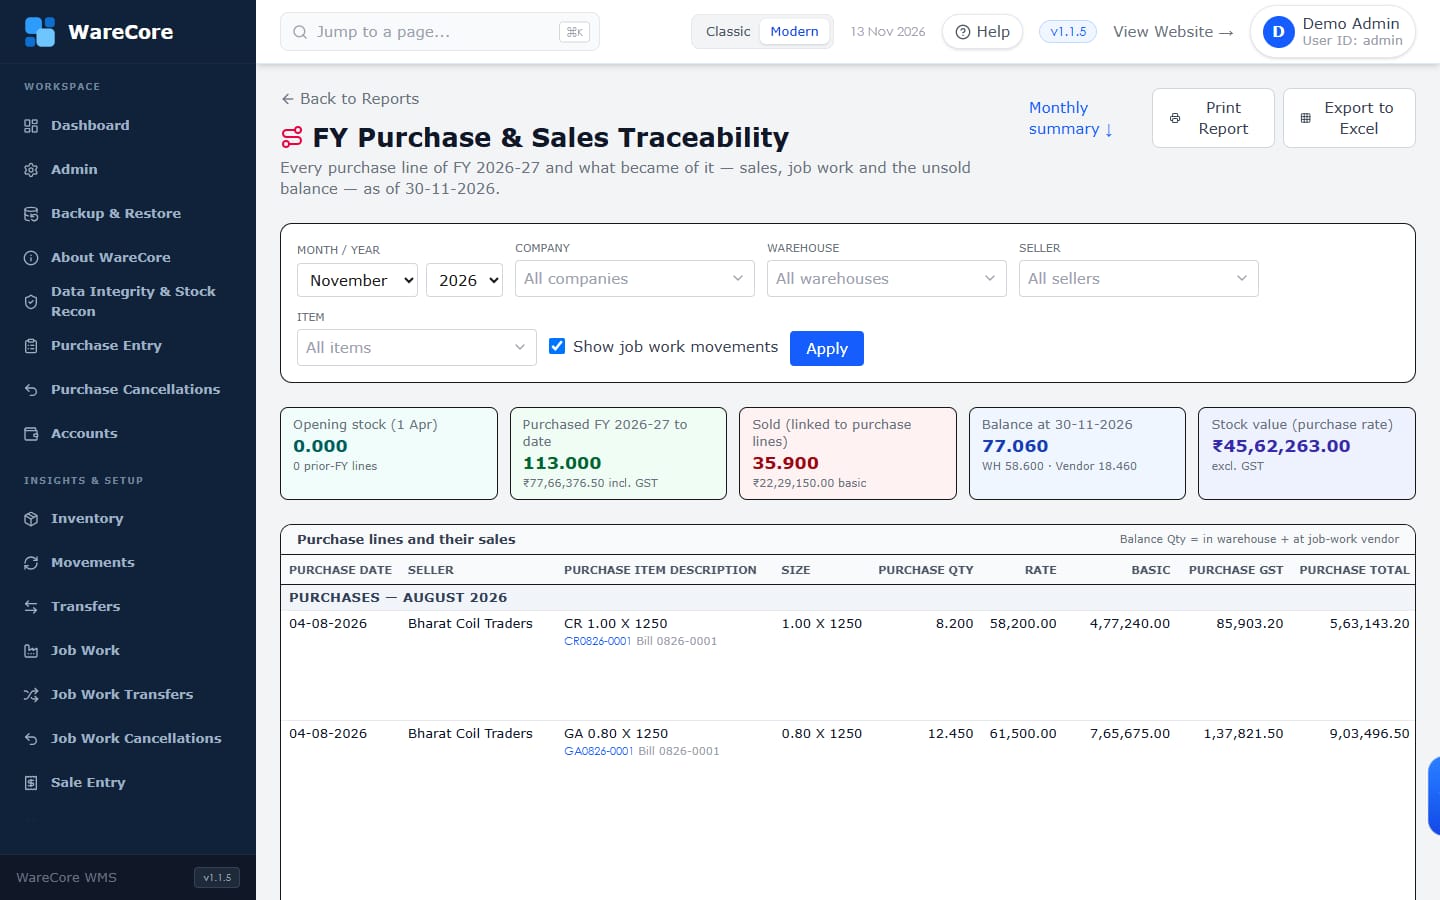 WareCore
Jump to a page...
⌘K
Classic
Modern
13 Nov 2026
Help
v1.1.5
View Website →
D
Demo Admin
User ID: admin
WORKSPACE
Dashboard
Admin
Backup & Restore
About WareCore
Data Integrity & Stock
Recon
Purchase Entry
Purchase Cancellations
Accounts
INSIGHTS & SETUP
Inventory
Movements
Transfers
Job Work
Job Work Transfers
Job Work Cancellations
Sale Entry
WareCore WMS
v1.1.5
← Back to Reports
FY Purchase & Sales Traceability
Every purchase line of FY 2026-27 and what became of it — sales, job work and the unsold
balance — as of 30-11-2026.
Monthly
summary ↓
Print
Report
Export to
Excel
MONTH / YEAR
November
2026
COMPANY
All companies
WAREHOUSE
All warehouses
SELLER
All sellers
ITEM
All items
Show job work movements
Apply
Opening stock (1 Apr)
0.000
0 prior-FY lines
Purchased FY 2026-27 to
date
113.000
₹77,66,376.50 incl. GST
Sold (linked to purchase
lines)
35.900
₹22,29,150.00 basic
Balance at 30-11-2026
77.060
WH 58.600 · Vendor 18.460
Stock value (purchase rate)
₹45,62,263.00
excl. GST
Purchase lines and their sales
Balance Qty = in warehouse + at job-work vendor
PURCHASE DATE SELLER PURCHASE ITEM DESCRIPTION SIZE PURCHASE QTY RATE BASIC PURCHASE GST PURCHASE TOTAL
PURCHASES — AUGUST 2026
04-08-2026 Bharat Coil Traders CR 1.00 X 1250 1.00 X 1250 8.200 58,200.00 4,77,240.00 85,903.20 5,63,143.20
CR0826-0001 Bill 0826-0001
04-08-2026 Bharat Coil Traders GA 0.80 X 1250 0.80 X 1250 12.450 61,500.00 7,65,675.00 1,37,821.50 9,03,496.50
GA0826-0001 Bill 0826-0001